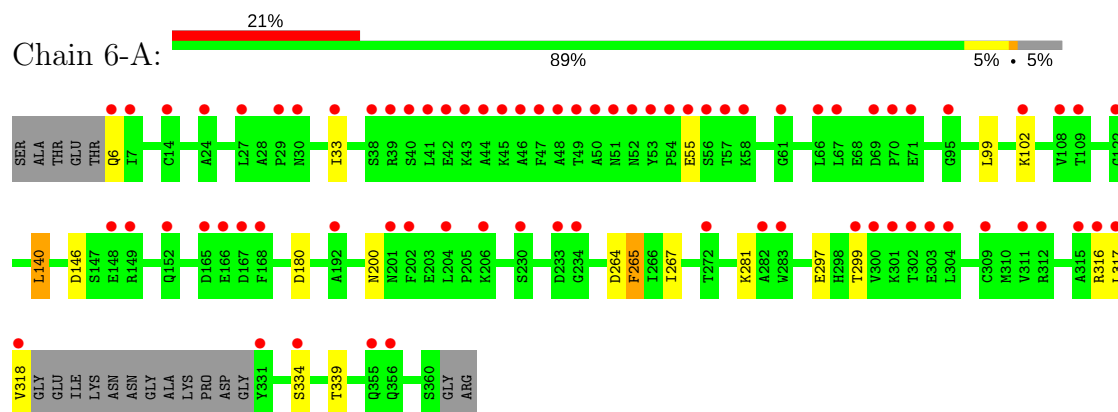 21%
Chain 6-A:
89% 5% • 5%
SER ALA THR GLU THR Q6 I7 C14 A24 L27 A28 P29 N30 I33 S38 R39 S40 L41 E42 K43 A44 K45 A46 F47 A48 T49 A50 N51 N52 Y53 P54 E55 S56 T57 K58 G61 L66 L67 E68 D69 P70 E71 G95 L99 K102 V108 T109
L140 D146 S147 E148 R149 Q152 D165 E166 D167 F168 D180 A192 N200 N201 F202 E203 L204 P205 K206 S230 D233 G234 D264 F265 I266 I267 T272 K281 A282 W283 E297 H298 T299 V300 K301 T302 E303 L304 C309 M310 V311 R312 A315 R316 L317
V318 GLY GLU ILE LYS ASN ASN GLY ALA LYS PRO ASP GLY Y331 S334 T339 Q355 Q356 S360 GLY ARG